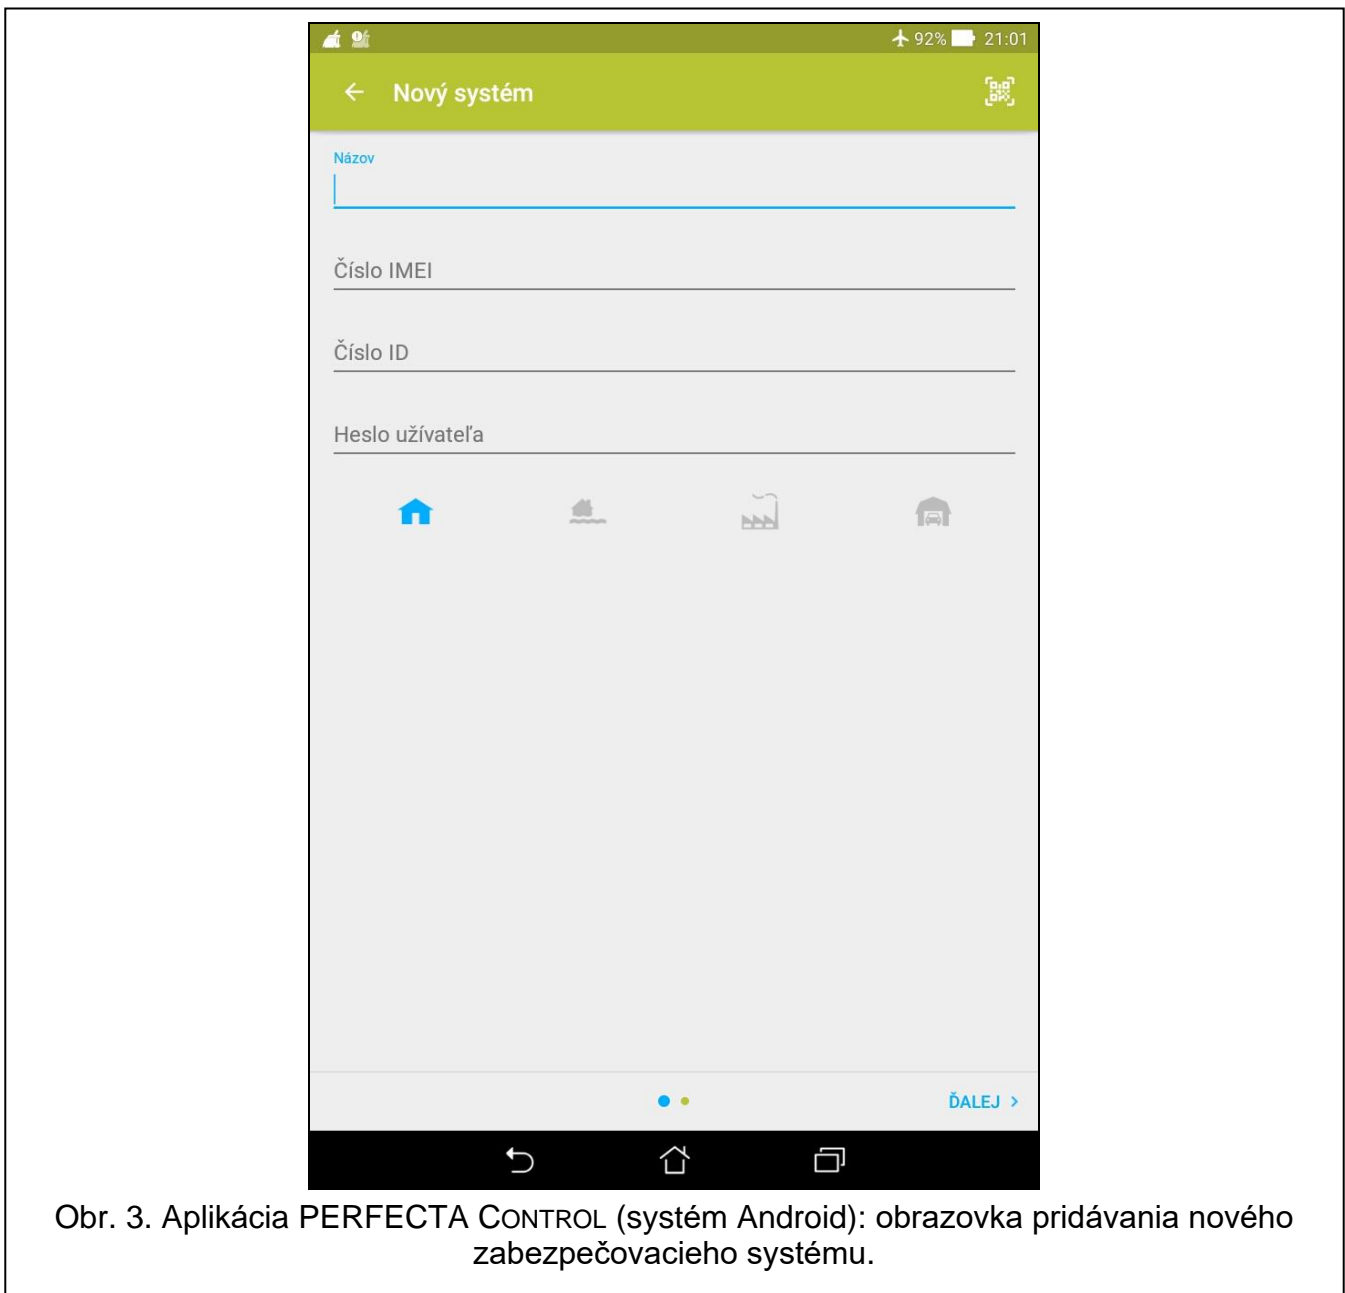 92% 21:01
Nový systém
Názov
Číslo IMEI
Číslo ID
Heslo užívateľa
ĎALEJ
Obr. 3. Aplikácia PERFECTA CONTROL (systém Android): obrazovka pridávania nového
zabezpečovacieho systému.